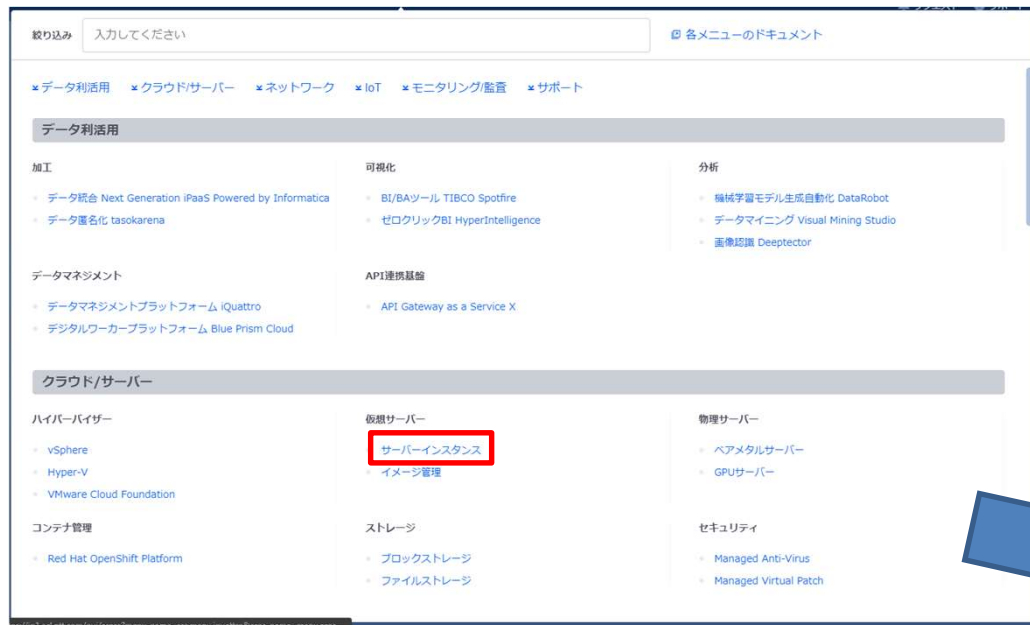 絞り込み 入力してください 各メニューのドキュメント
データ利活用 クラウド/サーバー ネットワーク IoT モニタリング/監査 サポート
データ利活用
加工
データ統合 Next Generation iPaaS Powered by Informatica
データ匿名化 tasokarena
可視化
BI/BAツール TIBCO Spotfire
ゼロクリックBI HyperIntelligence
分析
機械学習モデル生成自動化 DataRobot
データマイニング Visual Mining Studio
画像認識 Deeptector
データマネジメント
データマネジメントプラットフォーム iQuattro
デジタルワーカープラットフォーム Blue Prism Cloud
API連携基盤
API Gateway as a Service X
クラウド/サーバー
ハイパーバイザー
vSphere
Hyper-V
VMware Cloud Foundation
仮想サーバー
サーバーインスタンス
イメージ管理
物理サーバー
ベアメタルサーバー
GPUサーバー
コンテナ管理
Red Hat OpenShift Platform
ストレージ
ブロックストレージ
ファイルストレージ
セキュリティ
Managed Anti-Virus
Managed Virtual Patch